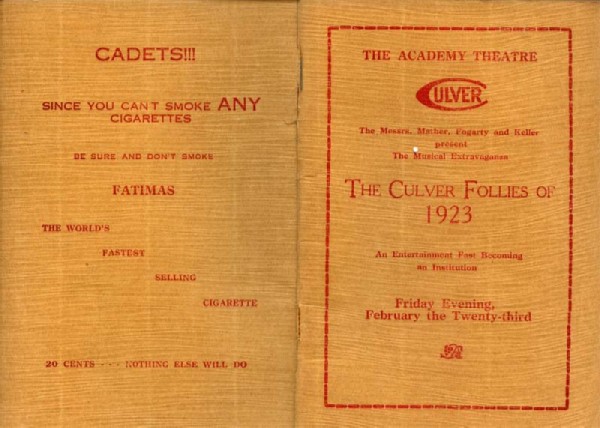 CADETS!!!
SINCE YOU CAN'T SMOKE ANY
CIGARETTES
BE SURE AND DON'T SMOKE
FATIMAS
THE WORLD'S
FASTEST
SELLING
CIGARETTE
20 CENTS - - - NOTHING ELSE WILL DO
THE ACADEMY THEATRE
CULVER
The Messrs. Mather, Fogarty and Keller
present
The Musical Extravaganza
THE CULVER FOLLIES OF
1923
An Entertainment Fast Becoming
an Institution
Friday Evening,
February the Twenty-third